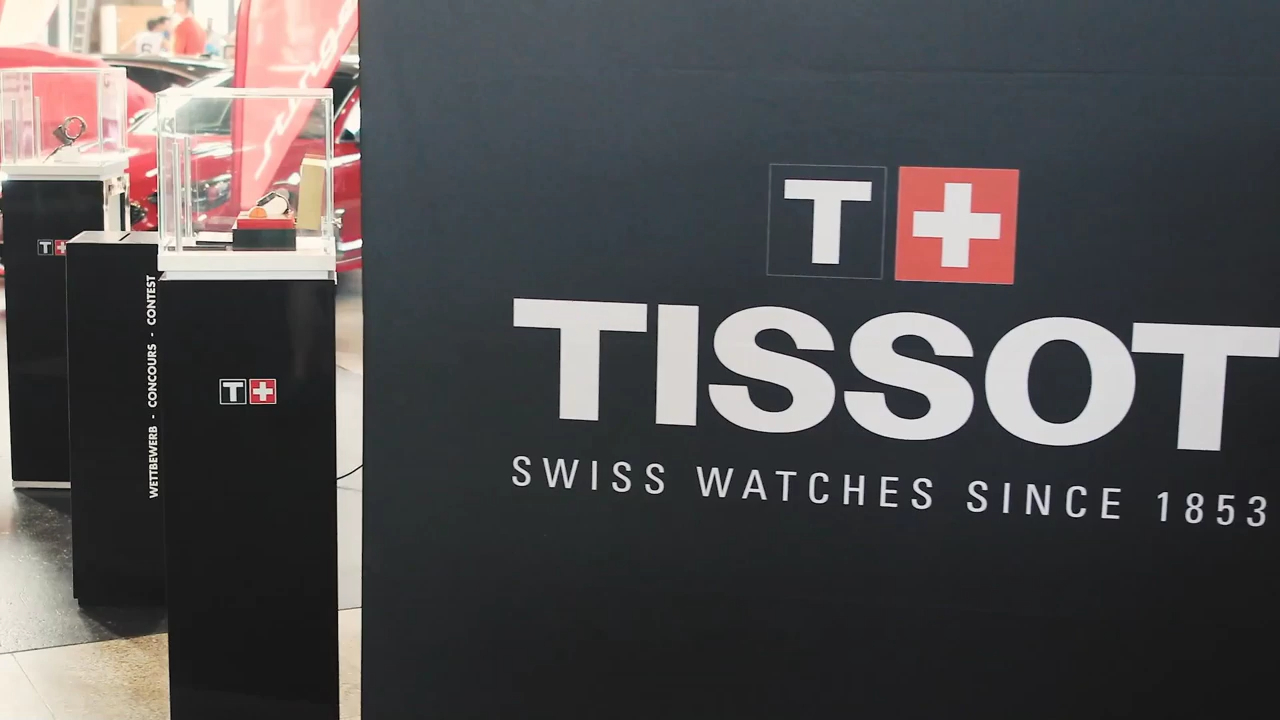 T+
TISSOT
SWISS WATCHES SINCE 1853
T+
T+
WETTBEWERB - CONCOURS - CONTEST